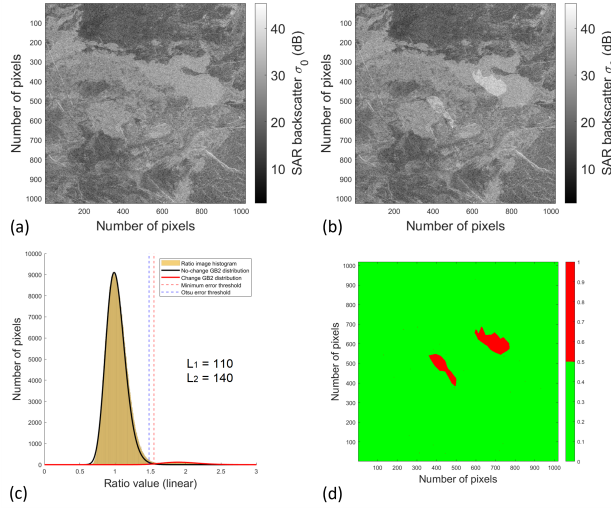 100
200
300
400
500
600
700
800
900
1000
Number of pixels
200 400 600 800 1000
Number of pixels
40
30
20
10
SAR backscatter σ0 (dB)
(a)
100
200
300
400
500
600
700
800
900
1000
Number of pixels
200 400 600 800 1000
Number of pixels
40
30
20
10
SAR backscatter σ0 (dB)
(b)
10000
9000
8000
7000
6000
5000
4000
3000
2000
1000
0
Number of pixels
Ratio image histogram
No-change GB2 distribution
Change GB2 distribution
Minimum error threshold
Otsu error threshold
L1 = 110
L2 = 140
0 0.5 1 1.5 2 2.5 3
Ratio value (linear)
(c)
1000
900
800
700
600
500
400
300
200
100
Number of pixels
100 200 300 400 500 600 700 800 900 1000
Number of pixels
1
0.9
0.8
0.7
0.6
0.5
0.4
0.3
0.2
0.1
0
(d)